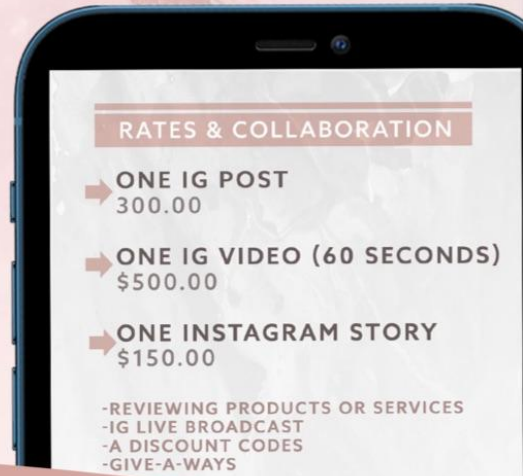 RATES & COLLABORATION
ONE IG POST
300.00
ONE IG VIDEO (60 SECONDS)
$500.00
ONE INSTAGRAM STORY
$150.00
-REVIEWING PRODUCTS OR SERVICES
-IG LIVE BROADCAST
-A DISCOUNT CODES
-GIVE-A-WAYS